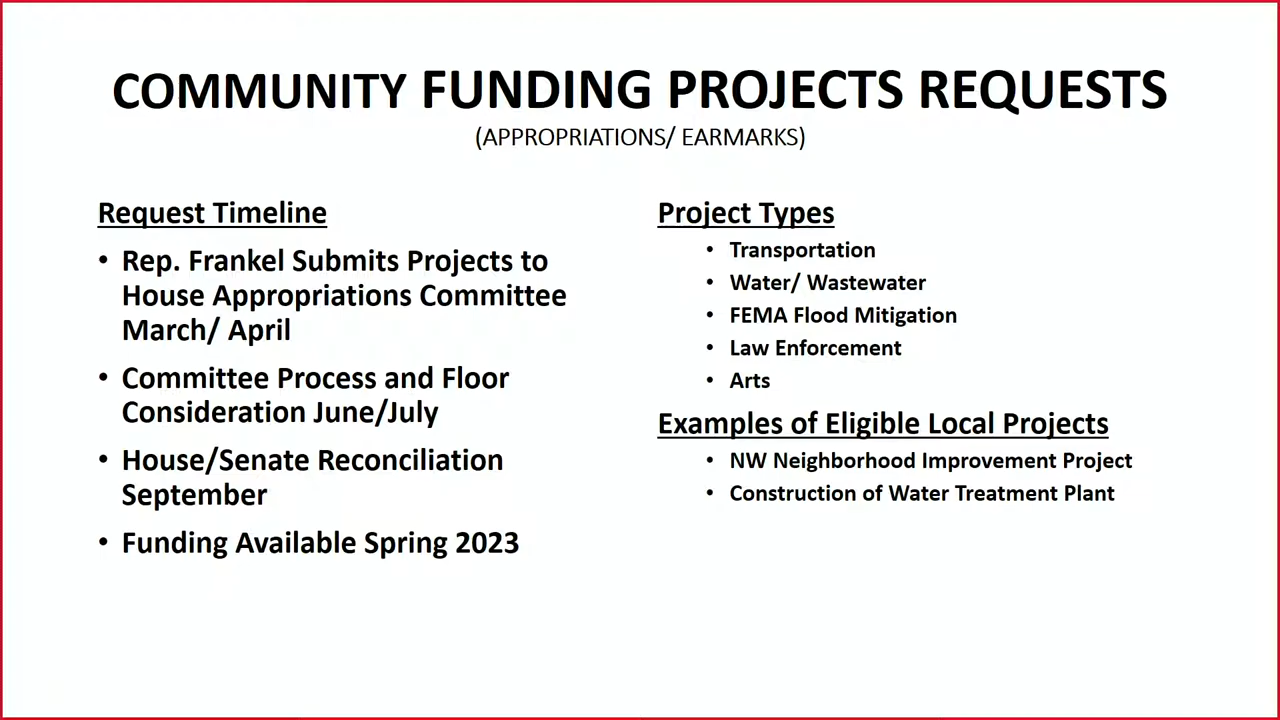 COMMUNITY FUNDING PROJECTS REQUESTS
(APPROPRIATIONS/ EARMARKS)
Request Timeline
• Rep. Frankel Submits Projects to
House Appropriations Committee
March/ April
• Committee Process and Floor
Consideration June/July
• House/Senate Reconciliation
September
• Funding Available Spring 2023
Project Types
• Transportation
• Water/ Wastewater
• FEMA Flood Mitigation
• Law Enforcement
• Arts
Examples of Eligible Local Projects
• NW Neighborhood Improvement Project
• Construction of Water Treatment Plant